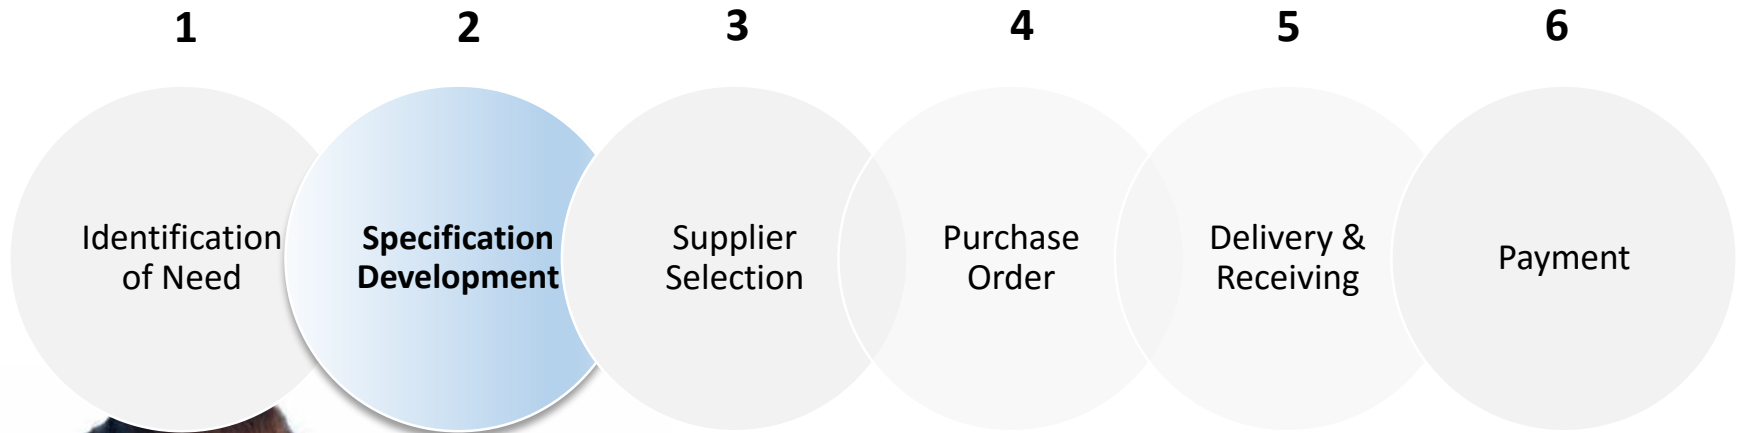 1 2 3 4 5 6
Identification
of Need
Specification
Development
Supplier
Selection
Purchase
Order
Delivery &
Receiving
Payment